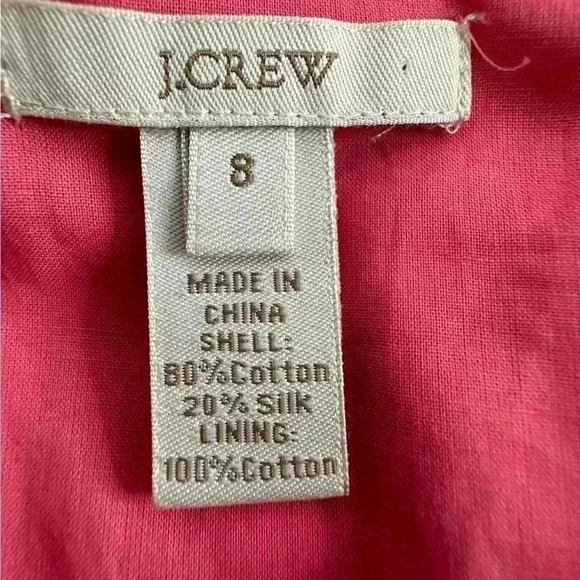 J.CREW
8
MADE IN
CHINA
SHELL:
80%Cotton
20% Silk
LINING:
100%Cotton